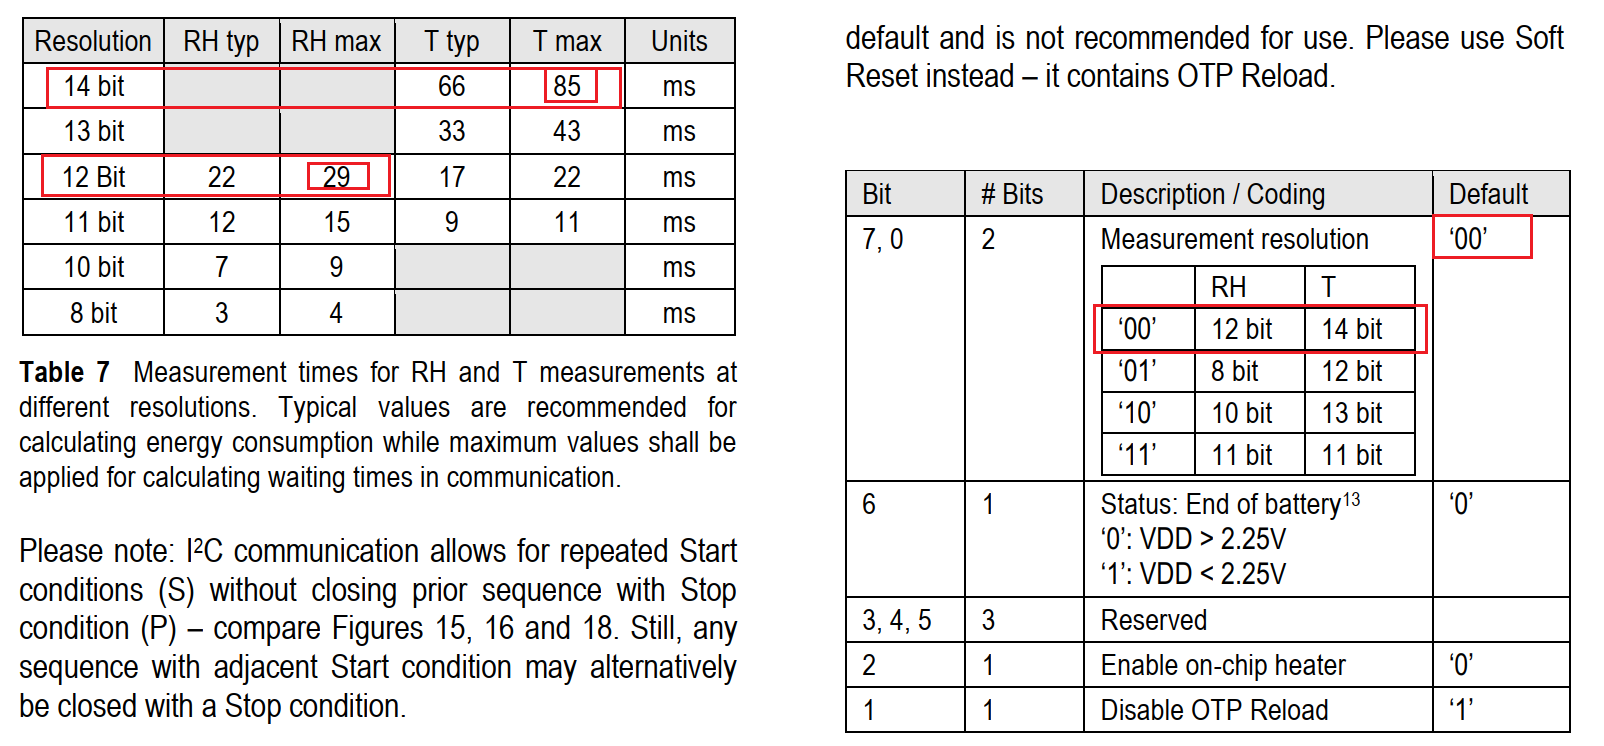 Resolution RH typ RH max T typ T max Units
14 bit 66 85 ms
13 bit 33 43 ms
12 Bit 22 29 17 22 ms
11 bit 12 15 9 11 ms
10 bit 7 9 ms
8 bit 3 4 ms
Table 7 Measurement times for RH and T measurements at
different resolutions. Typical values are recommended for
calculating energy consumption while maximum values shall be
applied for calculating waiting times in communication.
Please note: I²C communication allows for repeated Start
conditions (S) without closing prior sequence with Stop
condition (P) – compare Figures 15, 16 and 18. Still, any
sequence with adjacent Start condition may alternatively
be closed with a Stop condition.
default and is not recommended for use. Please use Soft
Reset instead – it contains OTP Reload.
Bit # Bits Description / Coding Default
7, 0 2 Measurement resolution ‘00’
RH T
‘00’ 12 bit 14 bit
‘01’ 8 bit 12 bit
‘10’ 10 bit 13 bit
‘11’ 11 bit 11 bit
6 1 Status: End of battery¹³ ‘0’
‘0’: VDD > 2.25V
‘1’: VDD < 2.25V
3, 4, 5 3 Reserved
2 1 Enable on-chip heater ‘0’
1 1 Disable OTP Reload ‘1’